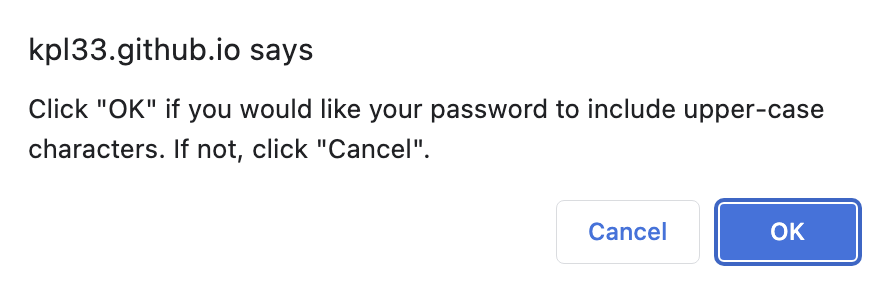 kpl33.github.io says
Click "OK" if you would like your password to include upper-case
characters. If not, click "Cancel".
Cancel
OK